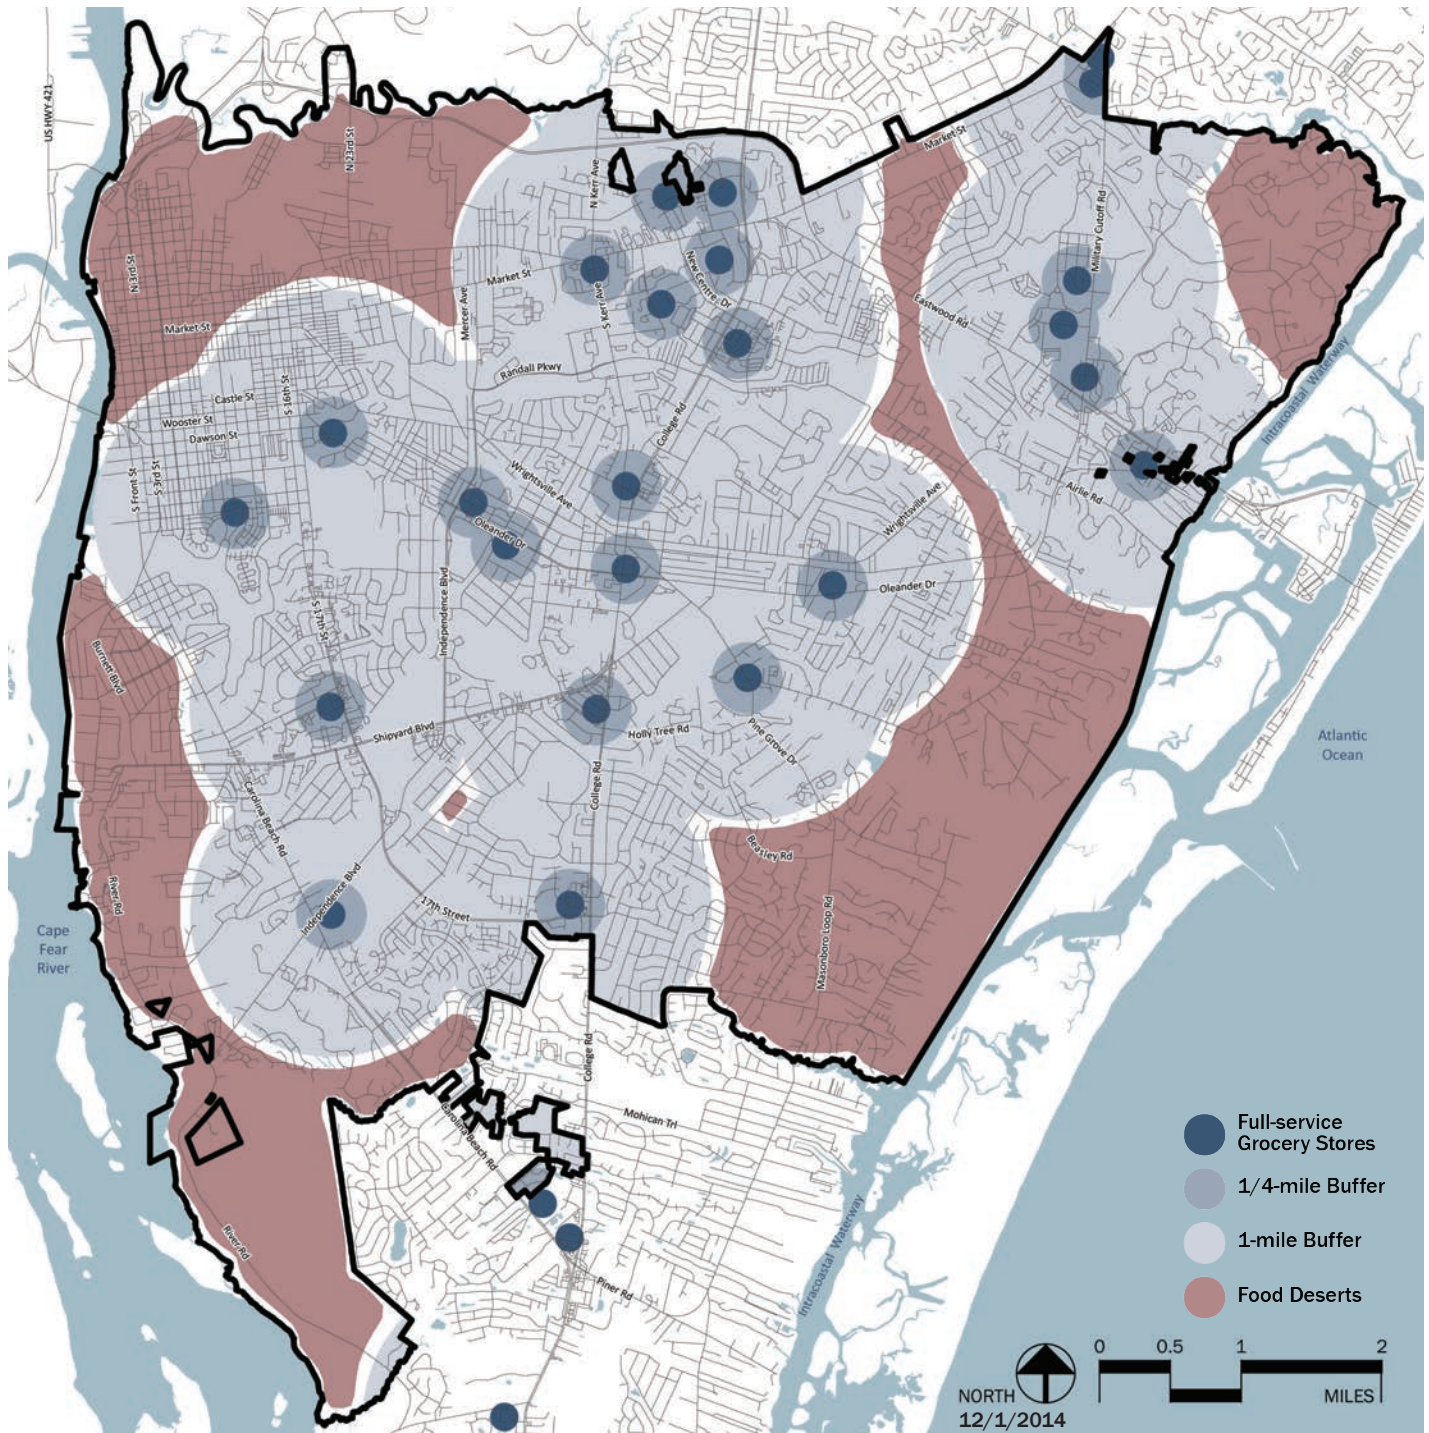 US HWY 421
N 23rd St
N 3rd St
Market St
N Kerr Ave
Market St
Mercer Ave
S Kerr Ave
New Centre Dr
Market St
Military Cutoff Rd
Eastwood Rd
Intracoastal Waterway
Randall Pkwy
S 16th St
Castle St
Wooster St
Dawson St
S Front St
S 3rd St
College Rd
Wrightsville Ave
Oleander Dr
Wrightsville Ave
Airlie Rd
Oleander Dr
Independence Blvd
S 17th St
Burnett Blvd
Shipyard Blvd
Holly Tree Rd
Pine Grove Dr
Atlantic
Ocean
College Rd
Carolina Beach Rd
Beasley Rd
River Rd
Independence Blvd
17th Street
Masonboro Loop Rd
Cape
Fear
River
College Rd
Carolina Beach Rd
Mohican Trl
River Rd
Piner Rd
Intracoastal Waterway
Full-service
Grocery Stores
1/4-mile Buffer
1-mile Buffer
Food Deserts
0 0.5 1 2
MILES
NORTH
12/1/2014